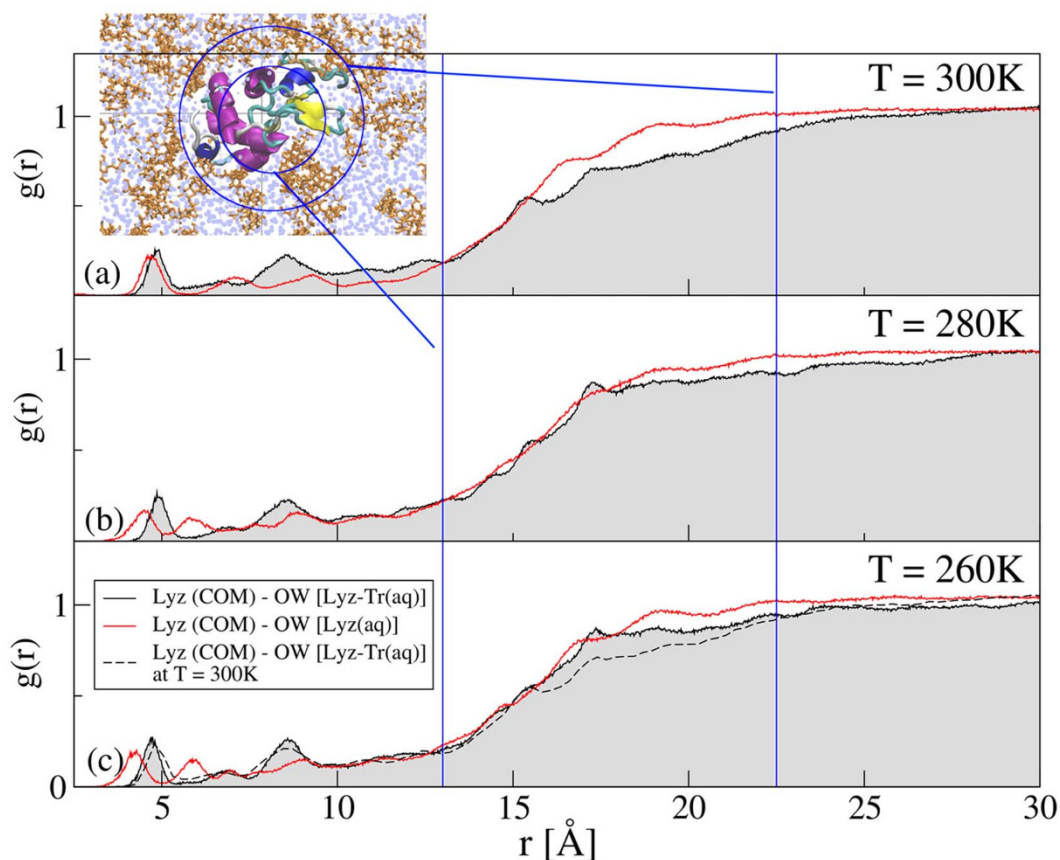 T = 300K
1
g(r)
(a)
T = 280K
1
g(r)
(b)
T = 260K
Lyz (COM) - OW [Lyz-Tr(aq)]
Lyz (COM) - OW [Lyz(aq)]
Lyz (COM) - OW [Lyz-Tr(aq)]
at T = 300K
1
g(r)
(c)
0
5 10 15 20 25 30
r [Å]